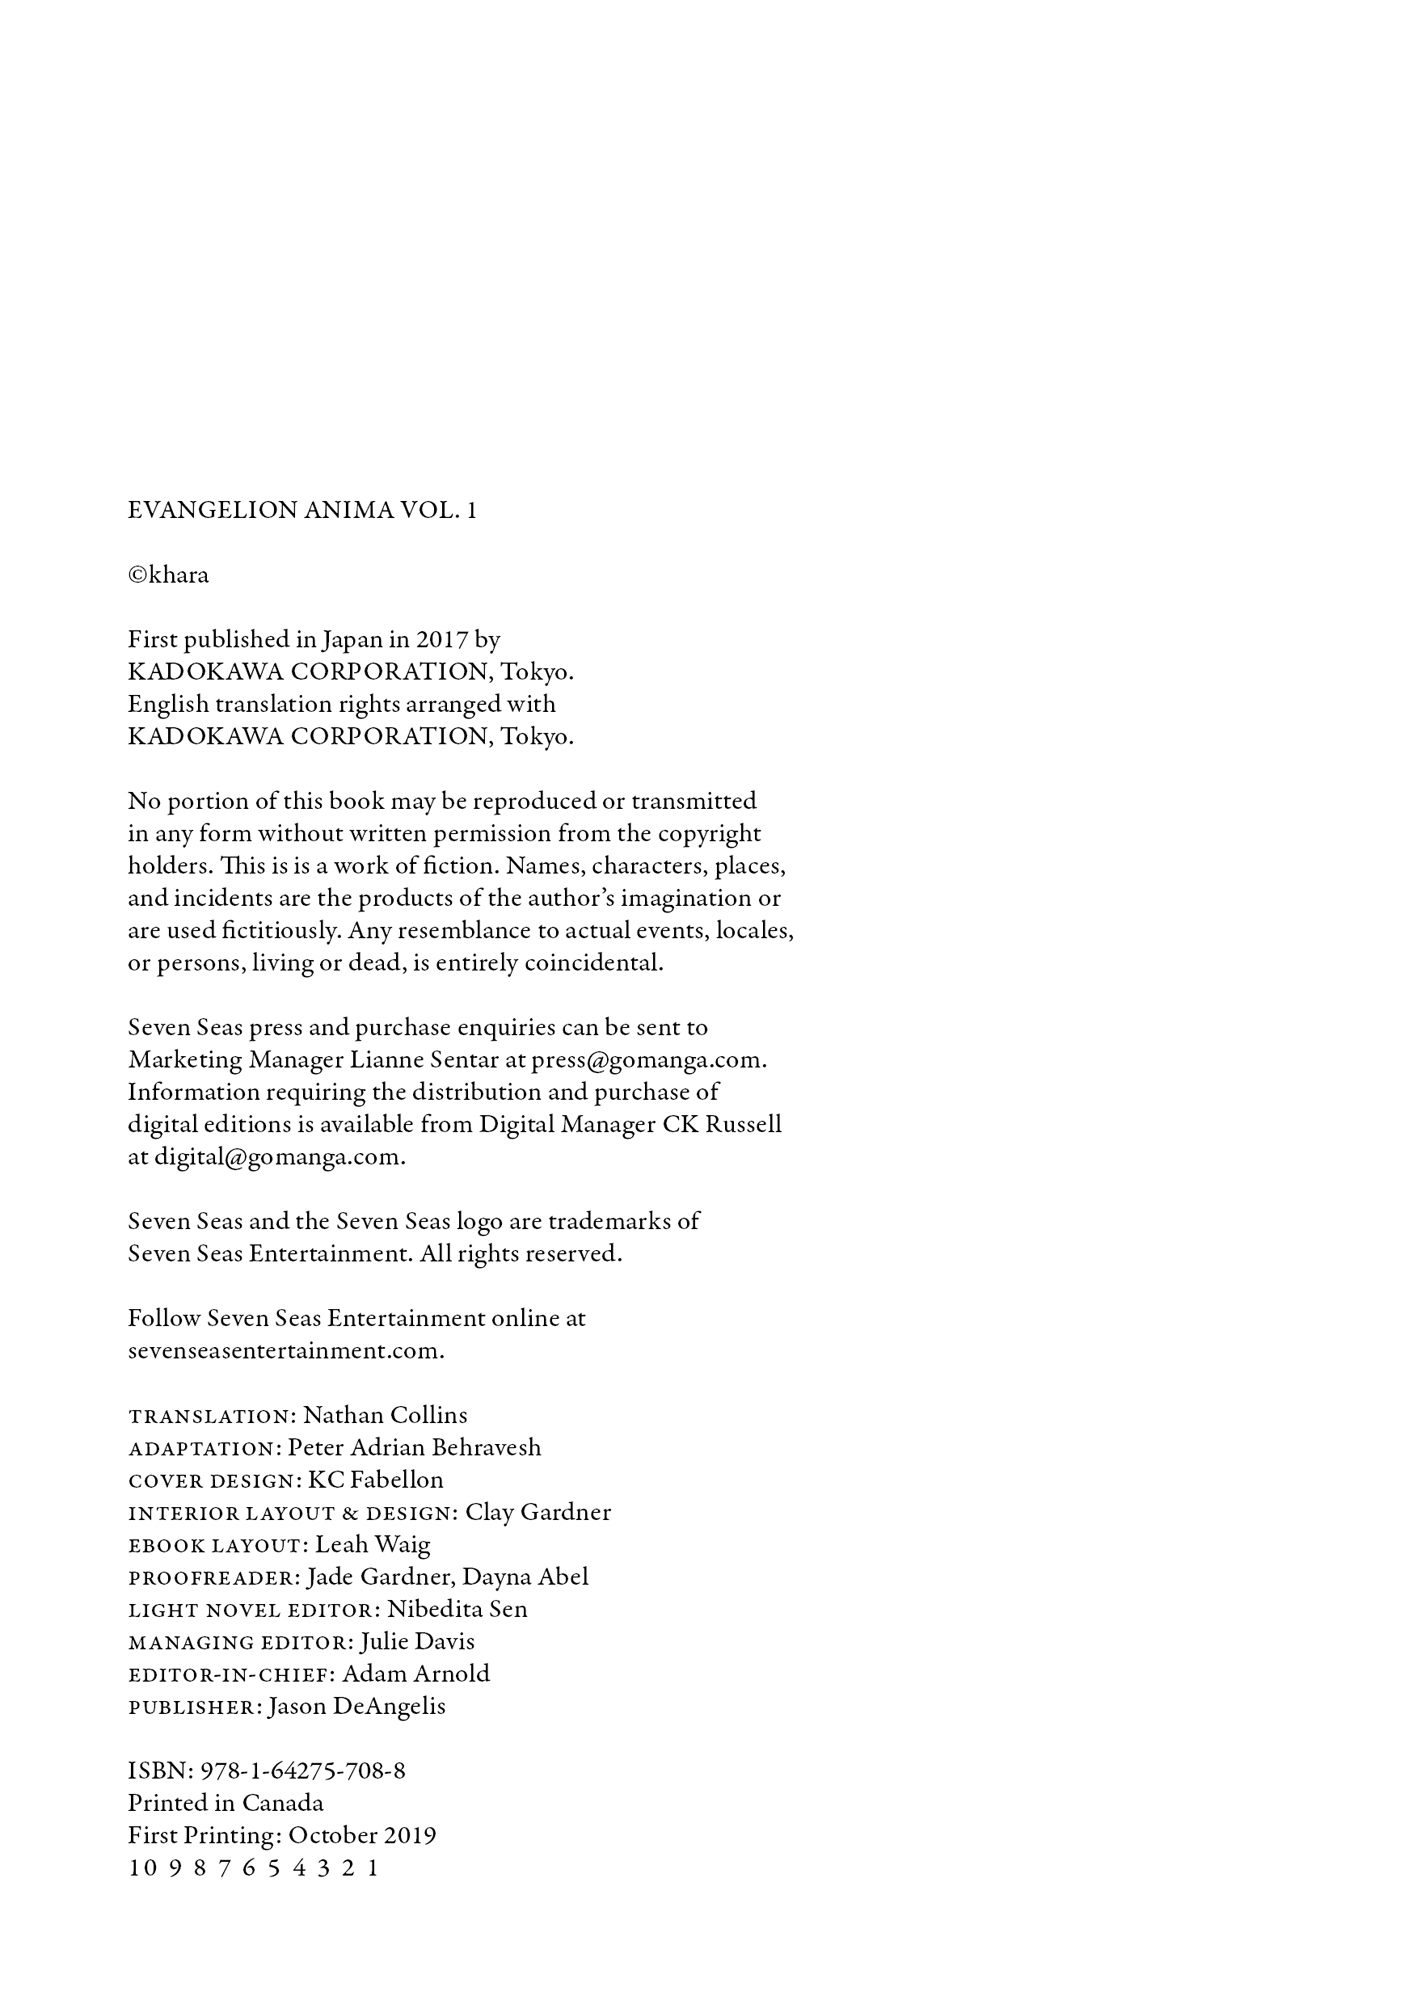 EVANGELION ANIMA VOL. 1
©khara
First published in Japan in 2017 by
KADOKAWA CORPORATION, Tokyo.
English translation rights arranged with
KADOKAWA CORPORATION, Tokyo.
No portion of this book may be reproduced or transmitted
in any form without written permission from the copyright
holders. This is is a work of fiction. Names, characters, places,
and incidents are the products of the author’s imagination or
are used fictitiously. Any resemblance to actual events, locales,
or persons, living or dead, is entirely coincidental.
Seven Seas press and purchase enquiries can be sent to
Marketing Manager Lianne Sentar at press@gomanga.com.
Information requiring the distribution and purchase of
digital editions is available from Digital Manager CK Russell
at digital@gomanga.com.
Seven Seas and the Seven Seas logo are trademarks of
Seven Seas Entertainment. All rights reserved.
Follow Seven Seas Entertainment online at
sevenseasentertainment.com.
TRANSLATION: Nathan Collins
ADAPTATION: Peter Adrian Behravesh
COVER DESIGN: KC Fabellon
INTERIOR LAYOUT & DESIGN: Clay Gardner
EBOOK LAYOUT: Leah Waig
PROOFREADER: Jade Gardner, Dayna Abel
LIGHT NOVEL EDITOR: Nibedita Sen
MANAGING EDITOR: Julie Davis
EDITOR-IN-CHIEF: Adam Arnold
PUBLISHER: Jason DeAngelis
ISBN: 978-1-64275-708-8
Printed in Canada
First Printing: October 2019
10 9 8 7 6 5 4 3 2 1